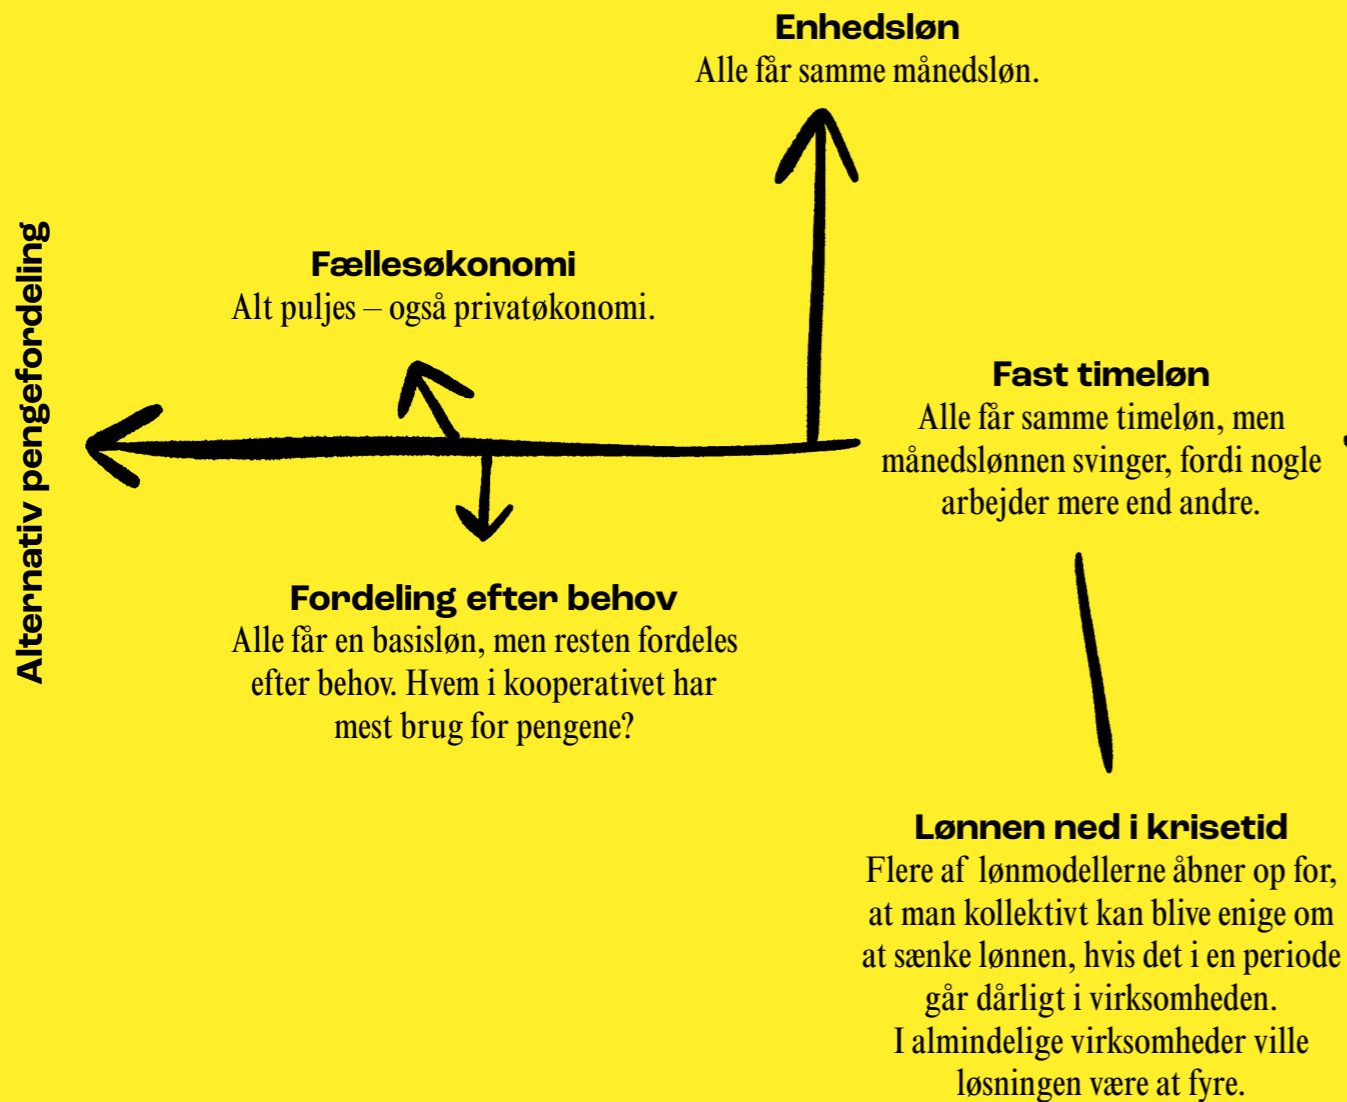 Enhedsløn
Alle får samme månedsløn.
Alternativ pengefordeling
Fællesøkonomi
Alt puljes – også privatøkonomi.
Fast timeløn
Alle får samme timeløn, men
månedslønnen svinger, fordi nogle
arbejder mere end andre.
Fordeling efter behov
Alle får en basisløn, men resten fordeles
efter behov. Hvem i kooperativet har
mest brug for pengene?
Lønnen ned i krisetid
Flere af lønmodellerne åbner op for,
at man kollektivt kan blive enige om
at sænke lønnen, hvis det i en periode
går dårligt i virksomheden.
I almindelige virksomheder ville
løsningen være at fyre.